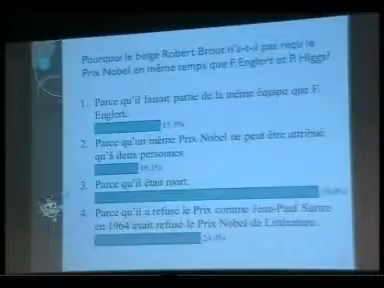 Pourquoi le belge Robert Brout n'a-t-il pas reçu le
Prix Nobel en même temps que F. Englert et P. Higgs?
1. Parce qu'il faisait partie de la même équipe que F.
Englert.
2. Parce qu'un même Prix Nobel ne peut être attribué
qu'à deux personnes.
3. Parce qu'il était mort.
4. Parce qu'il a refusé le Prix comme Jean-Paul Sartre
en 1964 avait refusé le Prix Nobel de Littérature.